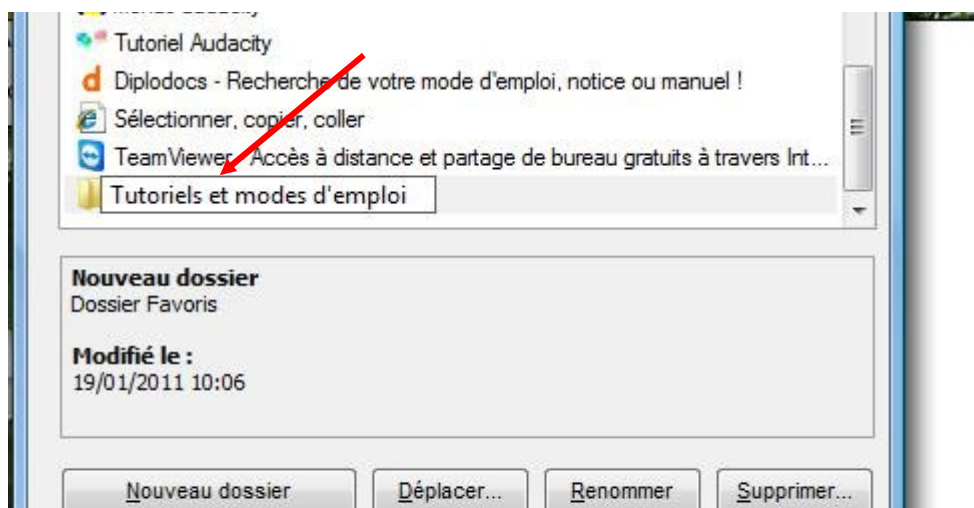 Tutoriel Audacity
Diplodocs - Recherche de votre mode d'emploi, notice ou manuel !
Sélectionner, copier, coller
TeamViewer - Accès à distance et partage de bureau gratuits à travers Int...
Tutoriels et modes d'emploi
Nouveau dossier
Dossier Favoris
Modifié le :
19/01/2011 10:06
Nouveau dossier
Déplacer...
Renommer
Supprimer...